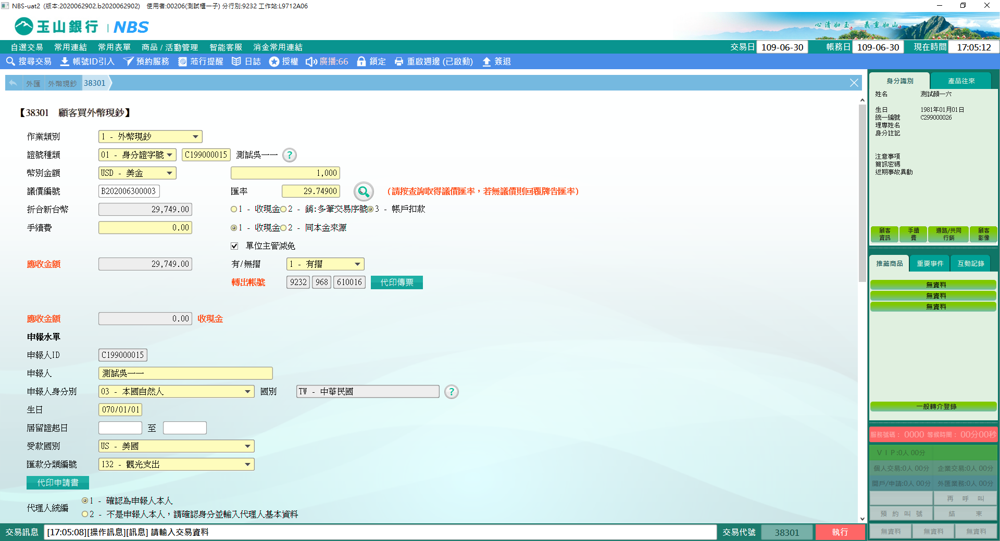 NBS-uat2 (版本:2020062902.b2020062902) 使用者:00206(測試櫃一子) 分行別:9232 工作站:L9712A06
玉山銀行 | NBS
心清如玉 義重如山
自選交易 常用連結 常用表單 商品 / 活動管理 智能客服 消金常用連結 交易日 109-06-30 帳務日 109-06-30 現在時間 17:05:12
搜尋交易 帳號ID引入 預約服務 蒞行提醒 日誌 授權 廣播:66 鎖定 重啟週邊 (已啟動) 簽退
外匯 外幣現鈔 38301
【38301 顧客買外幣現鈔】
作業類別 1 - 外幣現鈔
證號種類 01 - 身分證字號 C199000015 測試吳一一 ?
幣別金額 USD - 美金 1,000
議價編號 B202006300003 匯率 29.74900 (請按查詢取得議價匯率，若無議價則回覆牌告匯率)
折合新台幣 29,749.00 1 - 收現金 2 - 銷:多筆交易序號 3 - 帳戶扣款
手續費 0.00 1 - 收現金 2 - 同本金來源
單位主管減免
應收金額 29,749.00 有/無摺 1 - 有摺
轉出帳號 9232 968 610016 代印傳票
應收金額 0.00 收現金
申報水單
申報人ID C199000015
申報人 測試吳一一
申報人身分別 03 - 本國自然人 國別 TW - 中華民國 ?
生日 070/01/01
居留證起日 至
受款國別 US - 美國
匯款分類編號 132 - 觀光支出
代印申請書
代理人統編
1 - 確認為申報人本人
2 - 不是申報人本人，請確認身分並輸入代理人基本資料
交易訊息 [17:05:08][操作訊息][訊息] 請輸入交易資料 交易代號 38301 執行
身分識別 產品往來
姓名 測試顏一六
生日 1981年01月01日
統一編號 C299000026
理專姓名
身分註記
注意事項
簡訊密碼
近期事故異動
顧客資訊 手續費 通路/共同行銷 顧客影像
推薦商品 重要事件 互動記錄
無資料
無資料
無資料
一般轉介登錄
服務號碼： 0000 等候時間： 00分00秒
ＶＩＰ:0人 00分
個人交易:0人 00分 企業交易:0人 00分
開戶/申請:0人 00分 外匯業務:0人 00分
再 呼 叫
預 約 叫 號 結 束
無資料 無資料 無資料